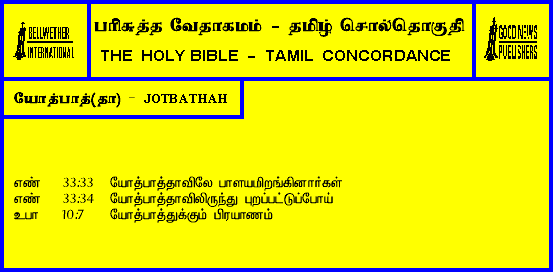 BELLWETHER
INTERNATIONAL
பரிசுத்த வேதாகமம் - தமிழ் சொல்தொகுதி
THE HOLY BIBLE - TAMIL CONCORDANCE
GOOD NEWS
PUBLISHERS
யோத்பாத்(தா) - JOTBATHAH
எண் 33:33 யோத்பாத்தாவிலே பாளயமிறங்கினார்கள்
எண் 33:34 யோத்பாத்தாவிலிருந்து புறப்பட்டுப்போய்
உபா 10:7 யோத்பாத்துக்கும் பிரயாணம்